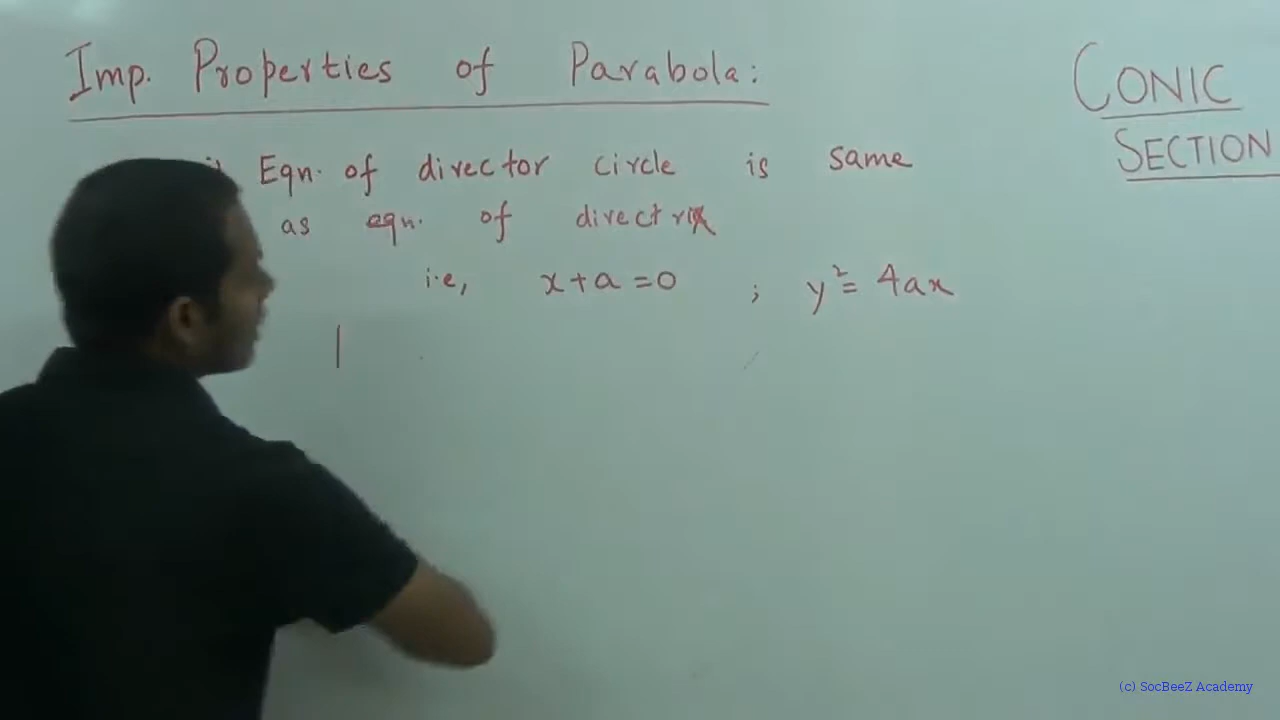 Imp. Properties of Parabola:
CONIC
SECTION
Eqn. of director circle is same
as eqn. of directrix
i.e, x+a=0 ; y²=4ax
(c) SocBeeZ Academy